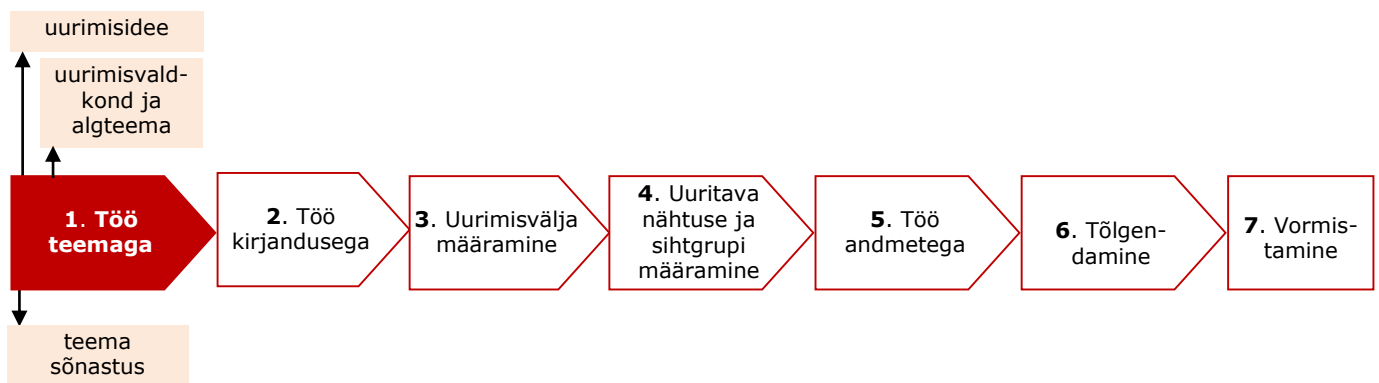 uurimisidee
uurimisvald-
kond ja
algteema
1. Töö
teemaga
2. Töö
kirjandusega
3. Uurimisvälja
määramine
4. Uuritava
nähtuse ja
sihtgrupi
määramine
5. Töö
andmetega
6. Tõlgen-
damine
7. Vormis-
tamine
teema
sõnastus